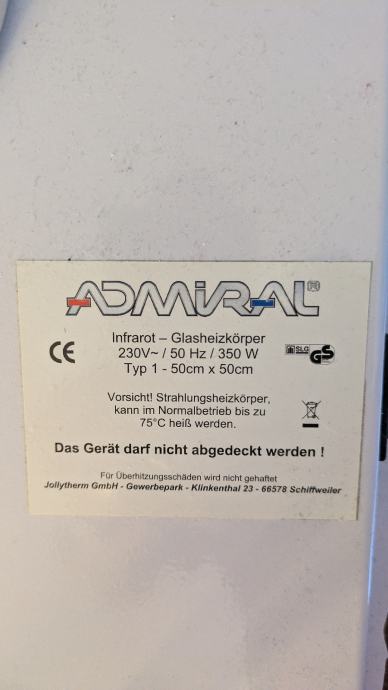 ADMIRAL®
Infrarot – Glasheizkörper
CE
230V~ / 50 Hz / 350 W
SLG GS
Typ 1 - 50cm x 50cm
Vorsicht! Strahlungsheizkörper,
kann im Normalbetrieb bis zu
75°C heiß werden.
Das Gerät darf nicht abgedeckt werden !
Für Überhitzungsschäden wird nicht gehaftet
Jollytherm GmbH - Gewerbepark - Klinkenthal 23 - 66578 Schiffweiler